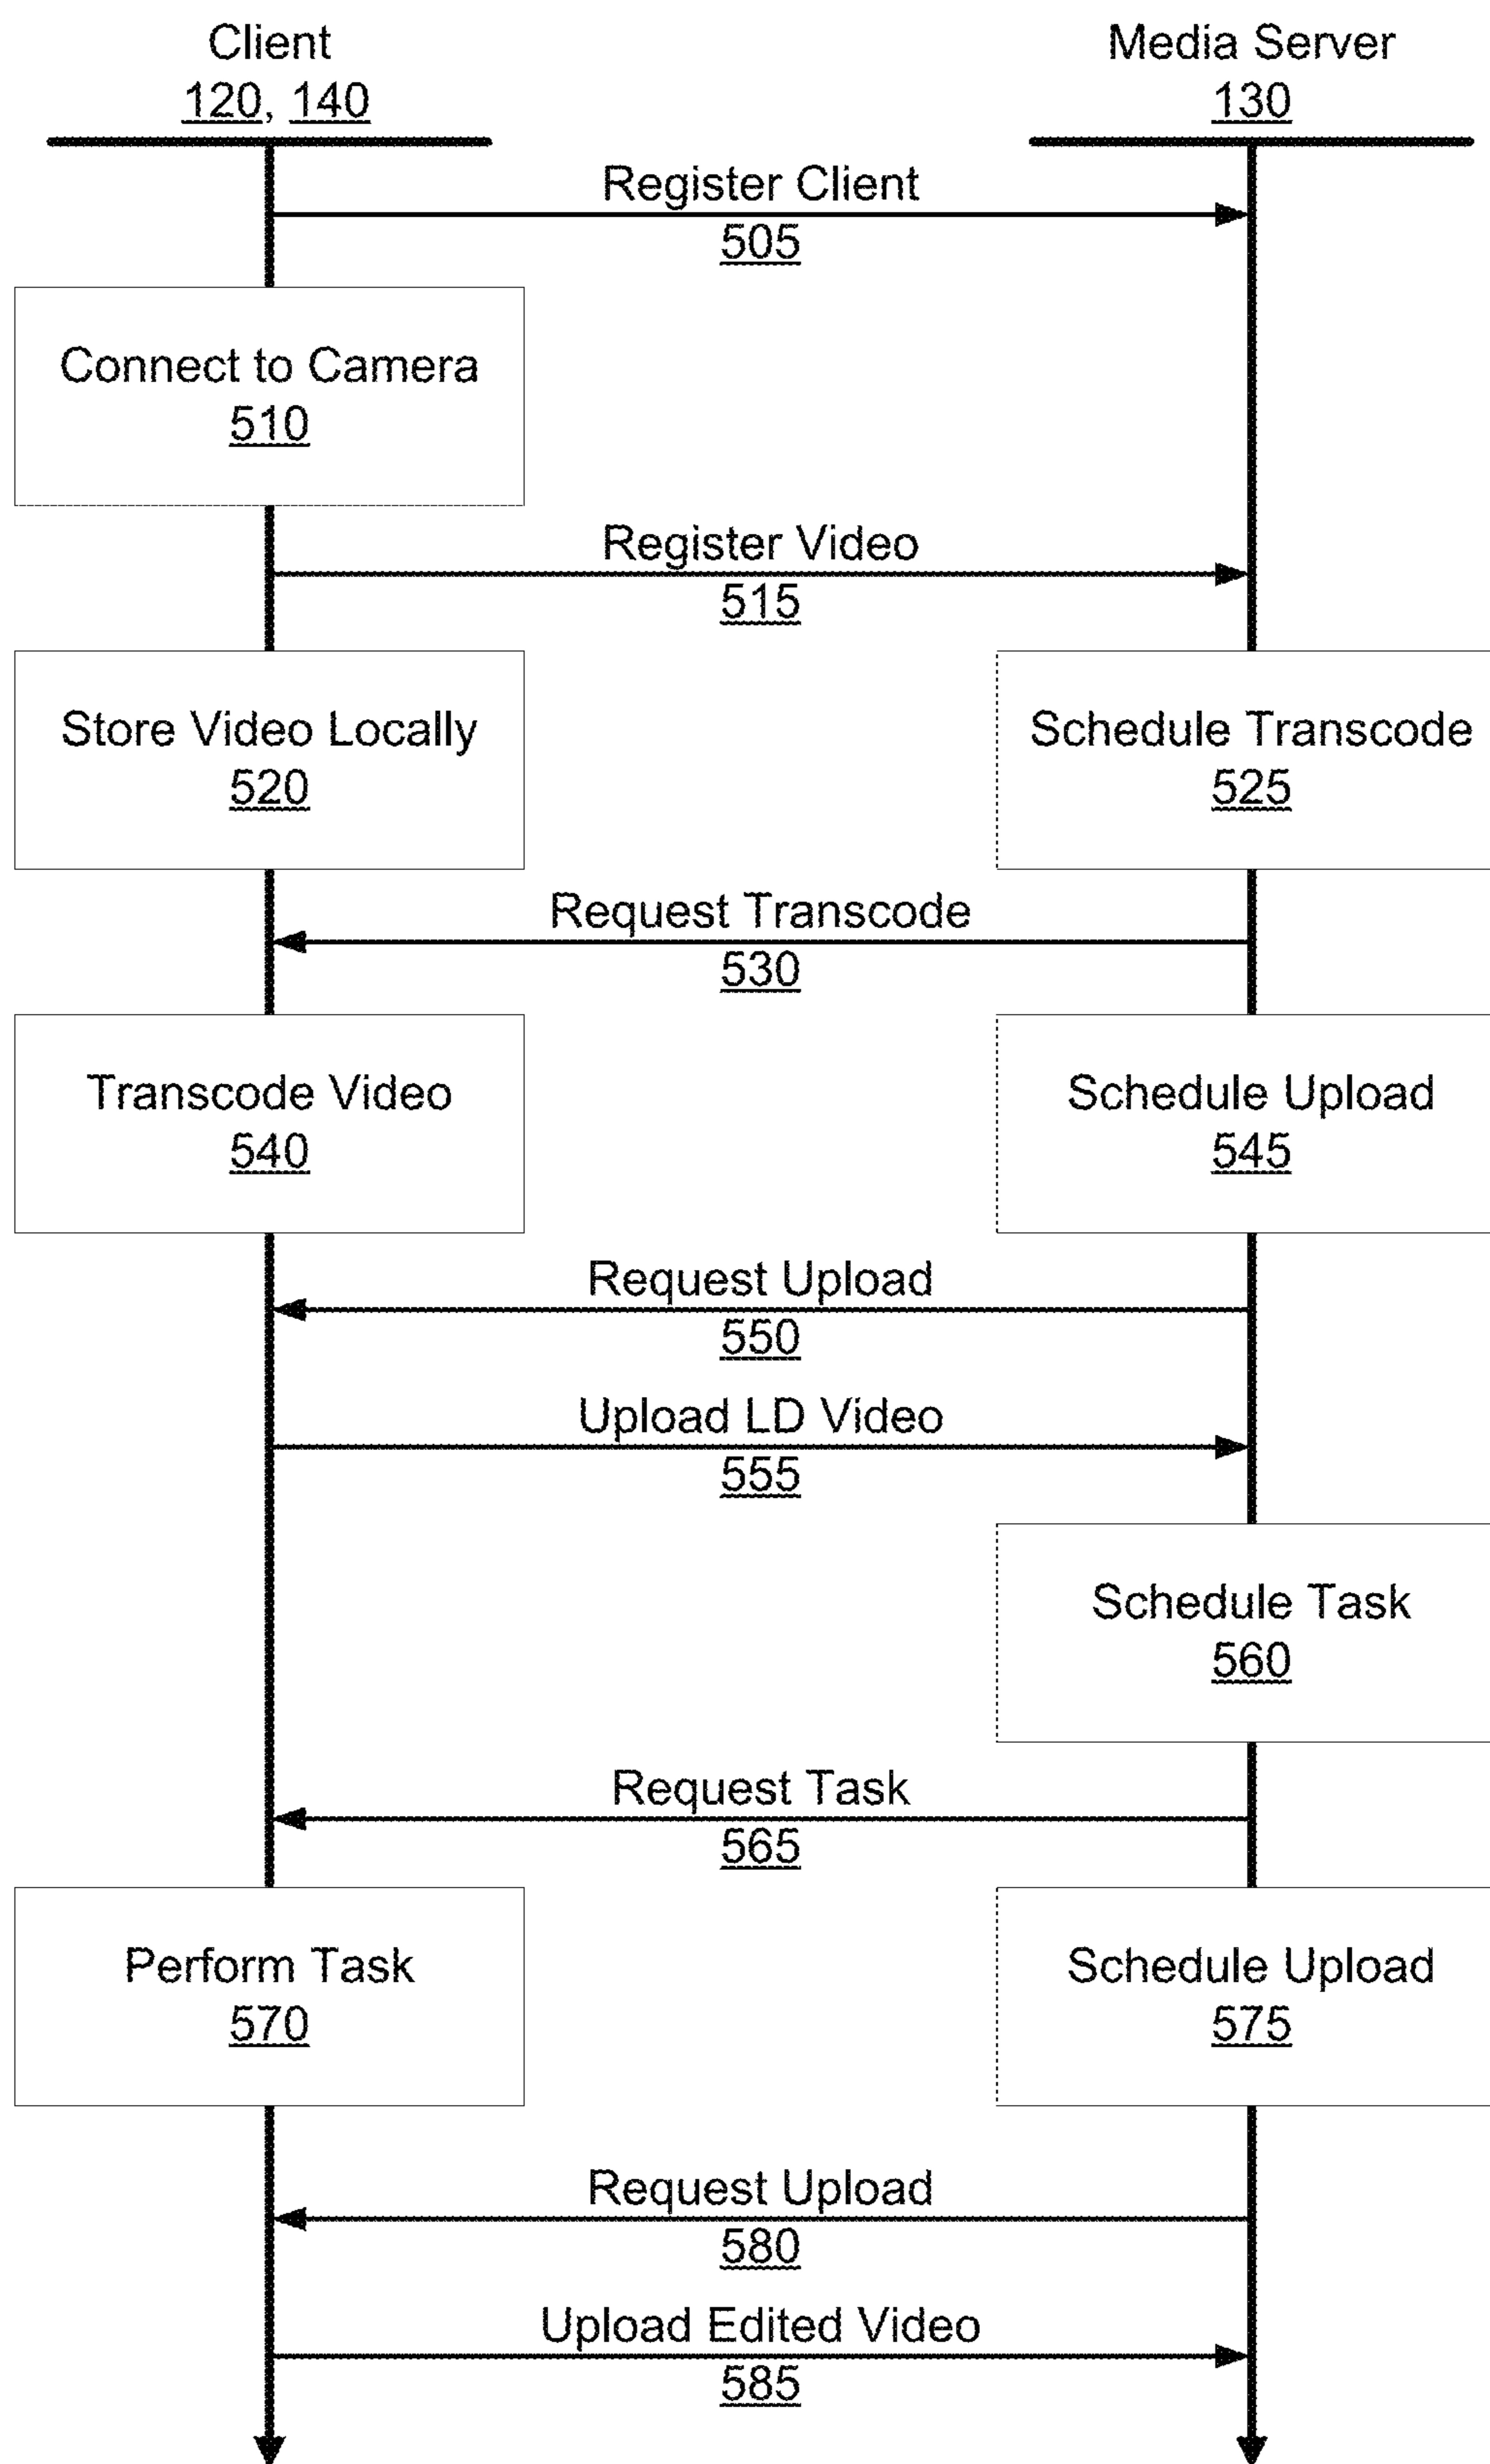 Client
120, 140
Media Server
130
Register Client
505
Connect to Camera
510
Register Video
515
Store Video Locally
520
Schedule Transcode
525
Request Transcode
530
Transcode Video
540
Schedule Upload
545
Request Upload
550
Upload LD Video
555
Schedule Task
560
Request Task
565
Perform Task
570
Schedule Upload
575
Request Upload
580
Upload Edited Video
585